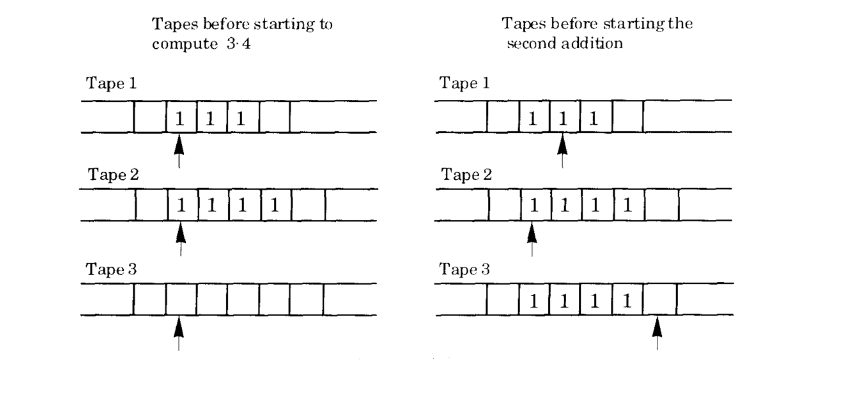 Tapes before starting to
compute 3·4
Tapes before starting the
second addition
Tape 1
1 1 1
Tape 2
1 1 1 1
Tape 3
Tape 1
1 1 1
Tape 2
1 1 1 1
Tape 3
1 1 1 1